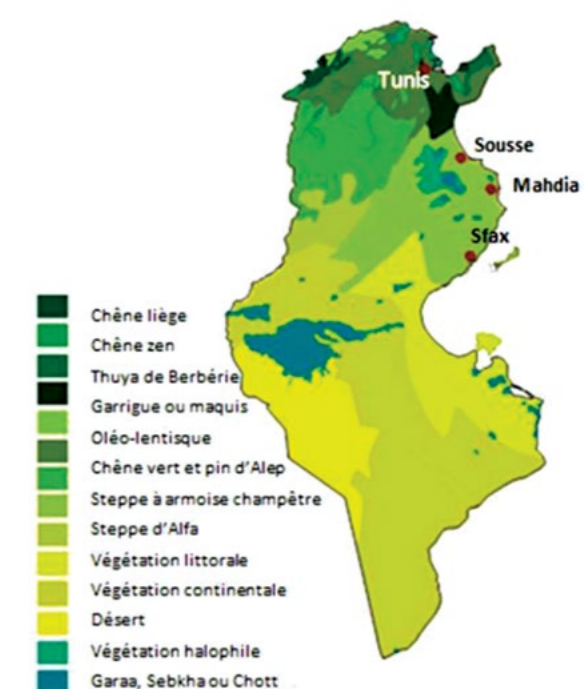 Tunis
Sousse
Mahdia
Sfax
Chêne liège
Chêne zen
Thuya de Berbérie
Garrigue ou maquis
Oléo-lentisque
Chêne vert et pin d'Alep
Steppe à armoise champêtre
Steppe d'Alfa
Végétation littorale
Végétation continentale
Désert
Végétation halophile
Garaa, Sebkha ou Chott